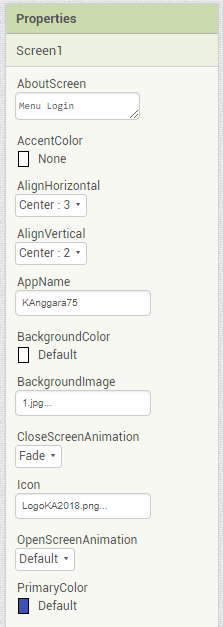 Properties
Screen1
AboutScreen
Menu Login
AccentColor
None
AlignHorizontal
Center : 3
AlignVertical
Center : 2
AppName
KAnggara75
BackgroundColor
Default
BackgroundImage
1.jpg...
CloseScreenAnimation
Fade
Icon
LogoKA2018.png...
OpenScreenAnimation
Default
PrimaryColor
Default